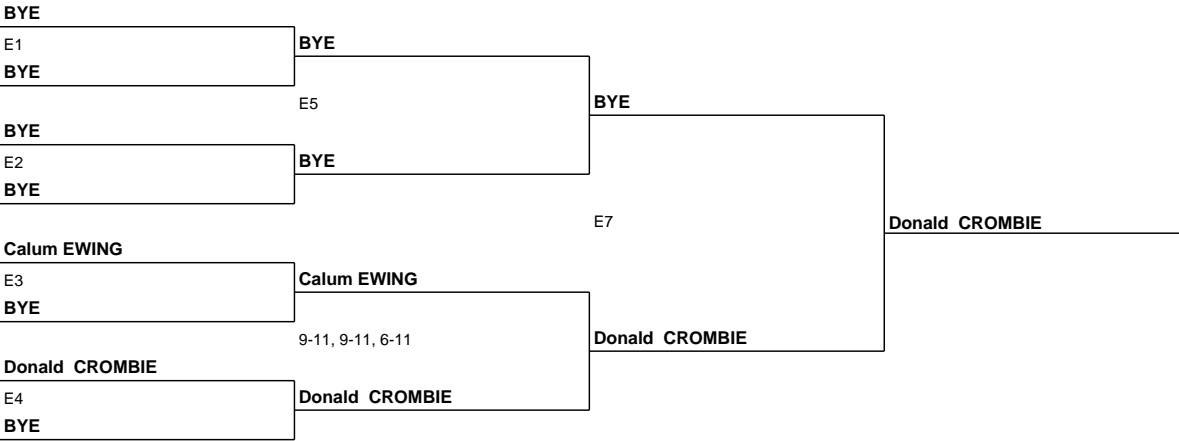 BYE
E1
BYE
BYE
BYE
E5
BYE
E2
BYE
BYE
BYE
E7
Donald CROMBIE
Calum EWING
E3
BYE
Calum EWING
9-11, 9-11, 6-11
Donald CROMBIE
Donald CROMBIE
E4
BYE
Donald CROMBIE